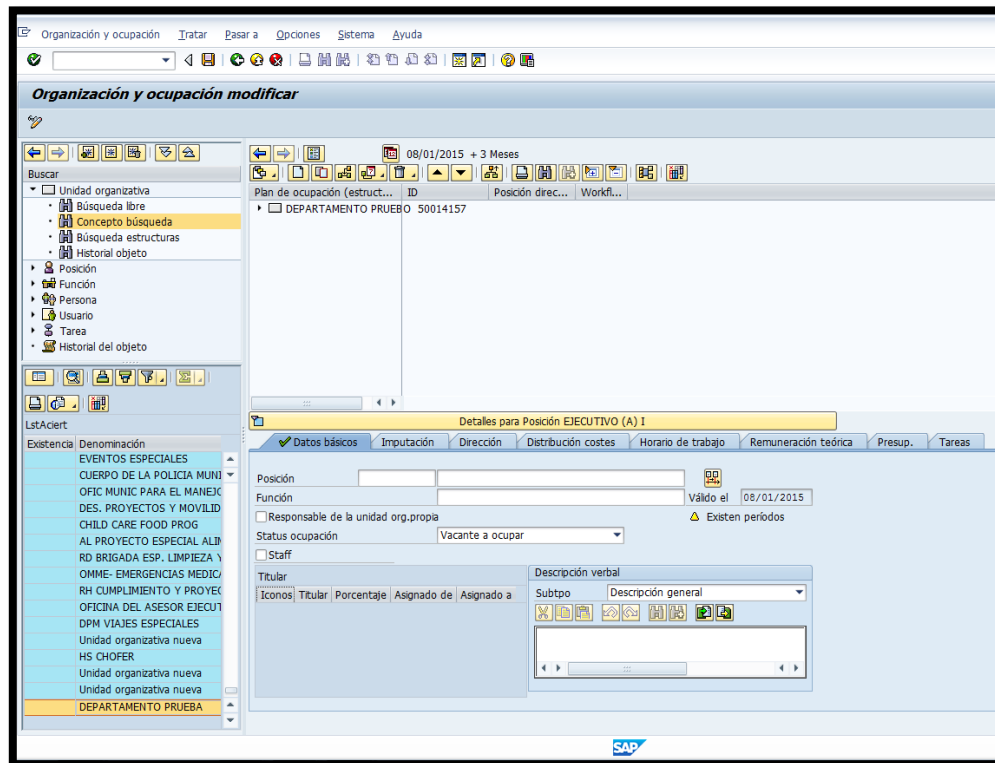 Organización y ocupación Tratar Pasar a Opciones Sistema Ayuda
Organización y ocupación modificar
Buscar
Unidad organizativa
Búsqueda libre
Concepto búsqueda
Búsqueda estructuras
Historial objeto
Posición
Función
Persona
Usuario
Tarea
Historial del objeto
08/01/2015 + 3 Meses
Plan de ocupación (estruct... ID Posición direc... Workfl...
DEPARTAMENTO PRUEBO 50014157
LstAciert
Existencia Denominación
EVENTOS ESPECIALES
CUERPO DE LA POLICIA MUNI
OFIC MUNIC PARA EL MANEJO
DES. PROYECTOS Y MOVILID
CHILD CARE FOOD PROG
AL PROYECTO ESPECIAL ALIM
RD BRIGADA ESP. LIMPIEZA Y
OMME- EMERGENCIAS MEDICA
RH CUMPLIMIENTO Y PROYEC
OFICINA DEL ASESOR EJECUT
DPM VIAJES ESPECIALES
Unidad organizativa nueva
HS CHOFER
Unidad organizativa nueva
Unidad organizativa nueva
DEPARTAMENTO PRUEBA
Detalles para Posición EJECUTIVO (A) I
Datos básicos Imputación Dirección Distribución costes Horario de trabajo Remuneración teórica Presup. Tareas
Posición
Función Válido el 08/01/2015
Responsable de la unidad org.propia Existen períodos
Status ocupación Vacante a ocupar
Staff
Titular
Iconos Titular Porcentaje Asignado de Asignado a
Descripción verbal
Subtpo Descripción general
SAP